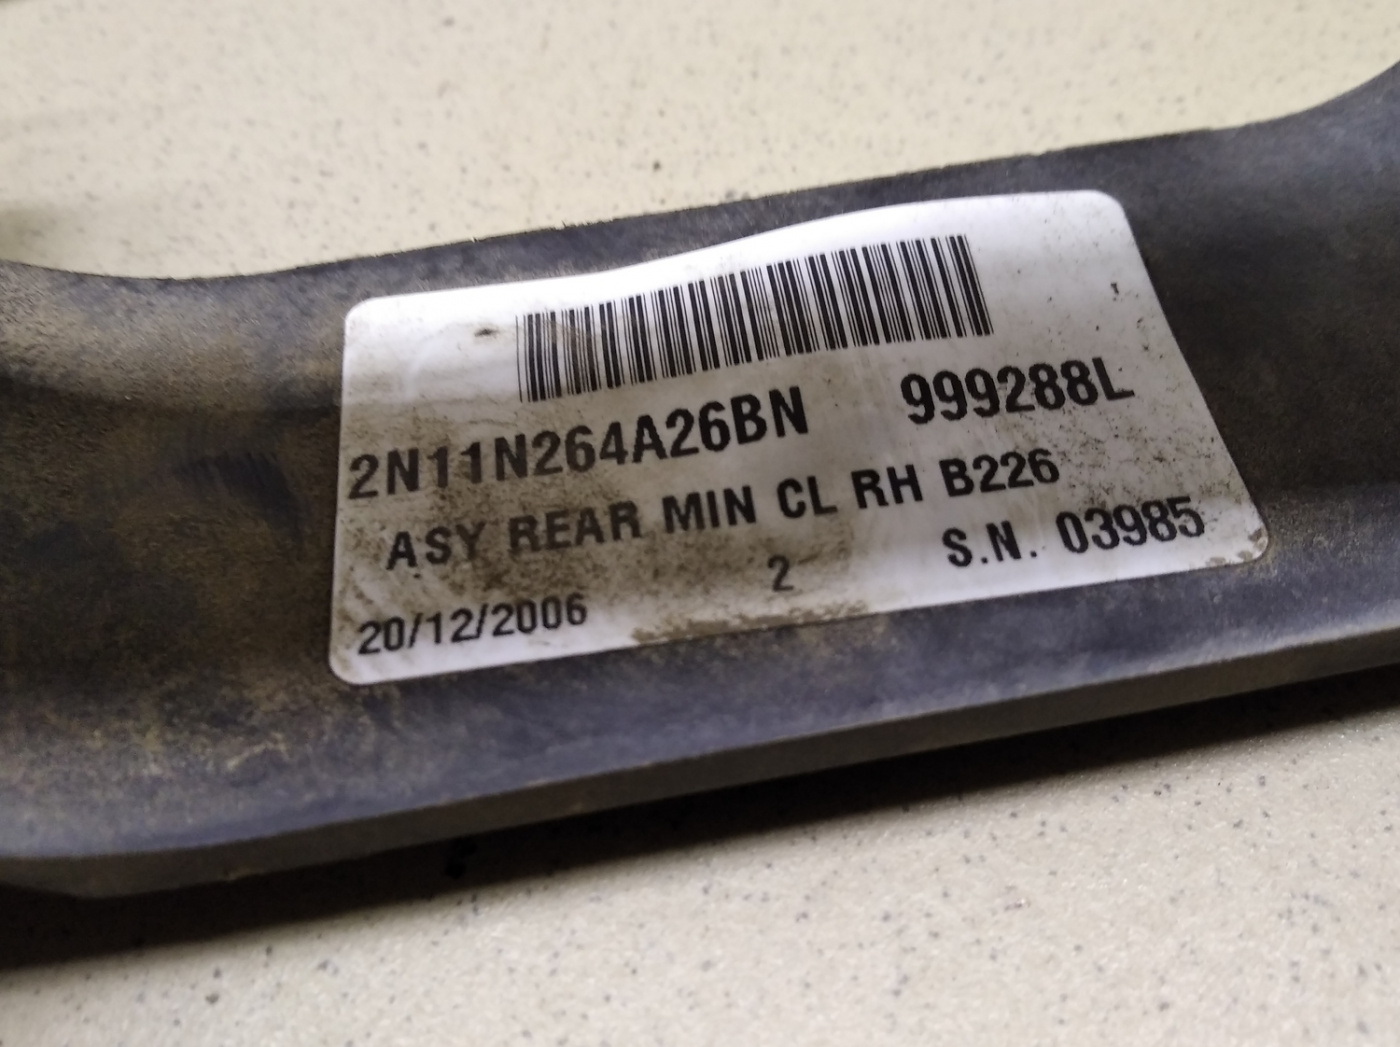 2N11N264A26BN 999288L
ASY REAR MIN CL RH B226
2 S.N. 03985
20/12/2006